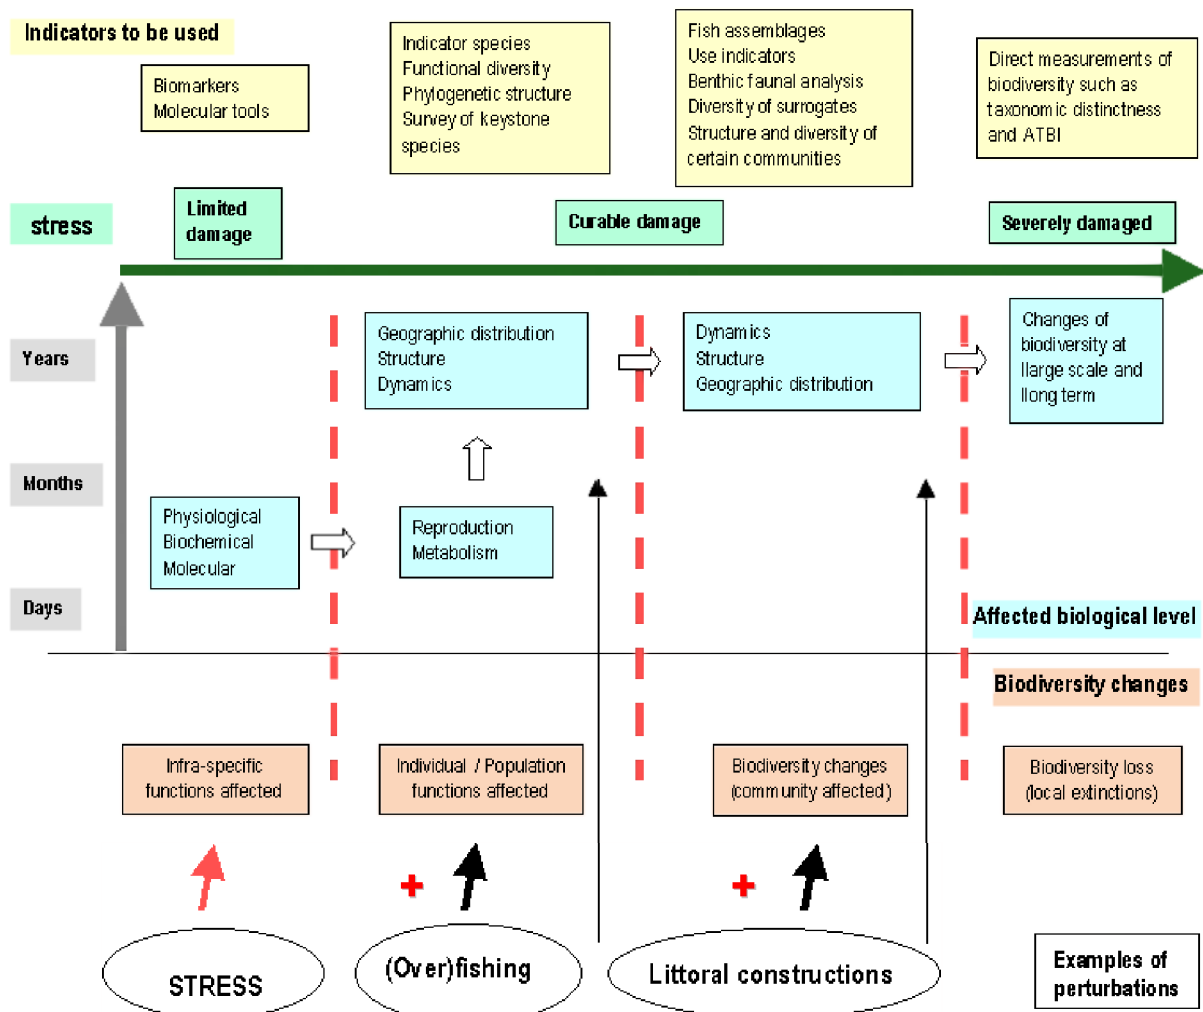 Indicators to be used
Biomarkers
Molecular tools
Indicator species
Functional diversity
Phylogenetic structure
Survey of keystone
species
Fish assemblages
Use indicators
Benthic faunal analysis
Diversity of surrogates
Structure and diversity of
certain communities
Direct measurements of
biodiversity such as
taxonomic distinctness
and ATBI
stress
Limited
damage
Curable damage
Severely damaged
Years
Months
Days
Geographic distribution
Structure
Dynamics
Dynamics
Structure
Geographic distribution
Changes of
biodiversity at
llarge scale and
llong term
Physiological
Biochemical
Molecular
Reproduction
Metabolism
Affected biological level
Biodiversity changes
Infra-specific
functions affected
Individual / Population
functions affected
Biodiversity changes
(community affected)
Biodiversity loss
(local extinctions)
+
+
STRESS
(Over)fishing
Littoral constructions
Examples of
perturbations